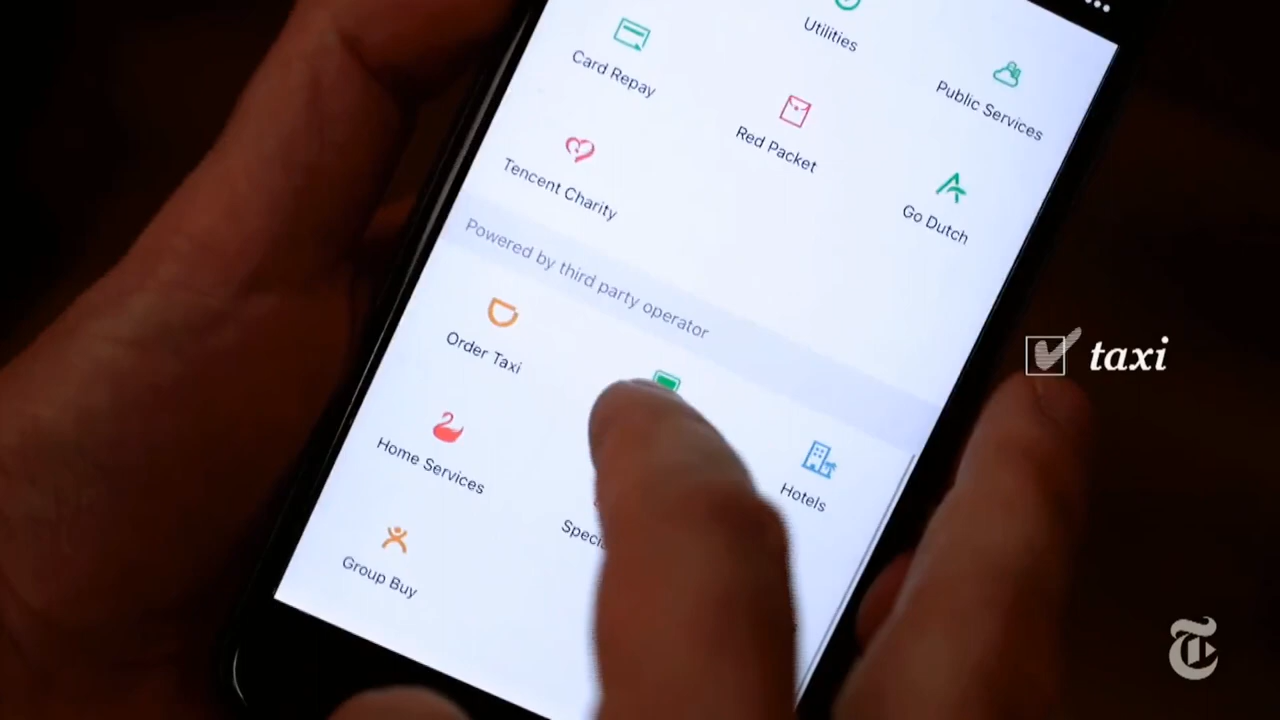 Utilities
Public Services
Card Repay
Red Packet
Go Dutch
Tencent Charity
Powered by third party operator
Order Taxi
Hotels
Home Services
Group Buy
taxi